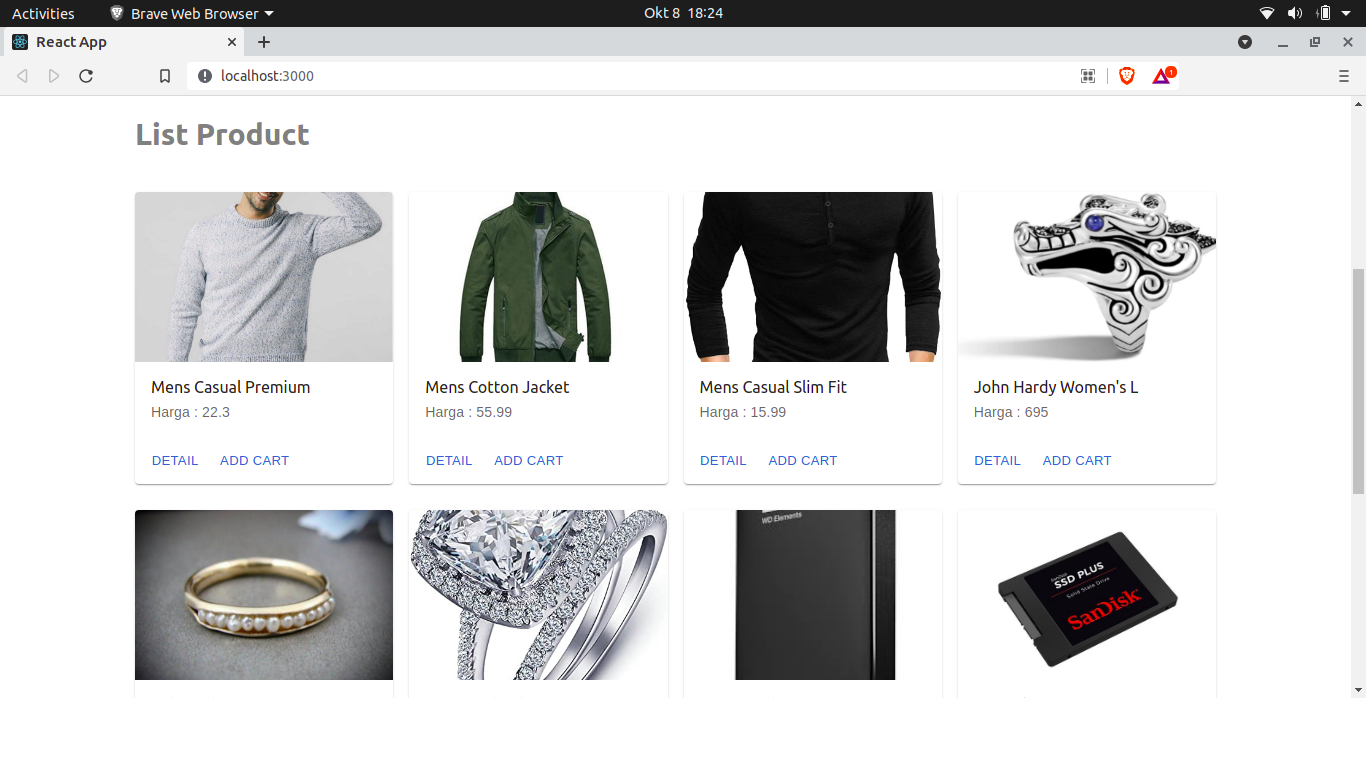 Activities
Brave Web Browser
Okt 8 18:24
React App
localhost:3000
1
List Product
Mens Casual Premium
Harga : 22.3
DETAIL ADD CART
Mens Cotton Jacket
Harga : 55.99
DETAIL ADD CART
Mens Casual Slim Fit
Harga : 15.99
DETAIL ADD CART
John Hardy Women's L
Harga : 695
DETAIL ADD CART
WD Elements
SanDisk
SSD PLUS
Solid State Drive
SanDisk